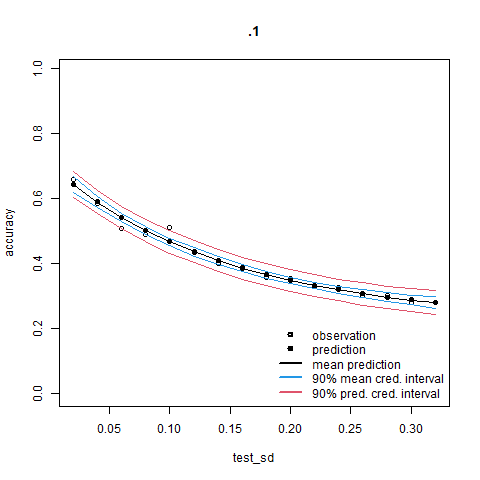 .1
1.0
0.8
0.6
0.4
0.2
0.0
accuracy
observation
prediction
mean prediction
90% mean cred. interval
90% pred. cred. interval
0.05 0.10 0.15 0.20 0.25 0.30
test_sd